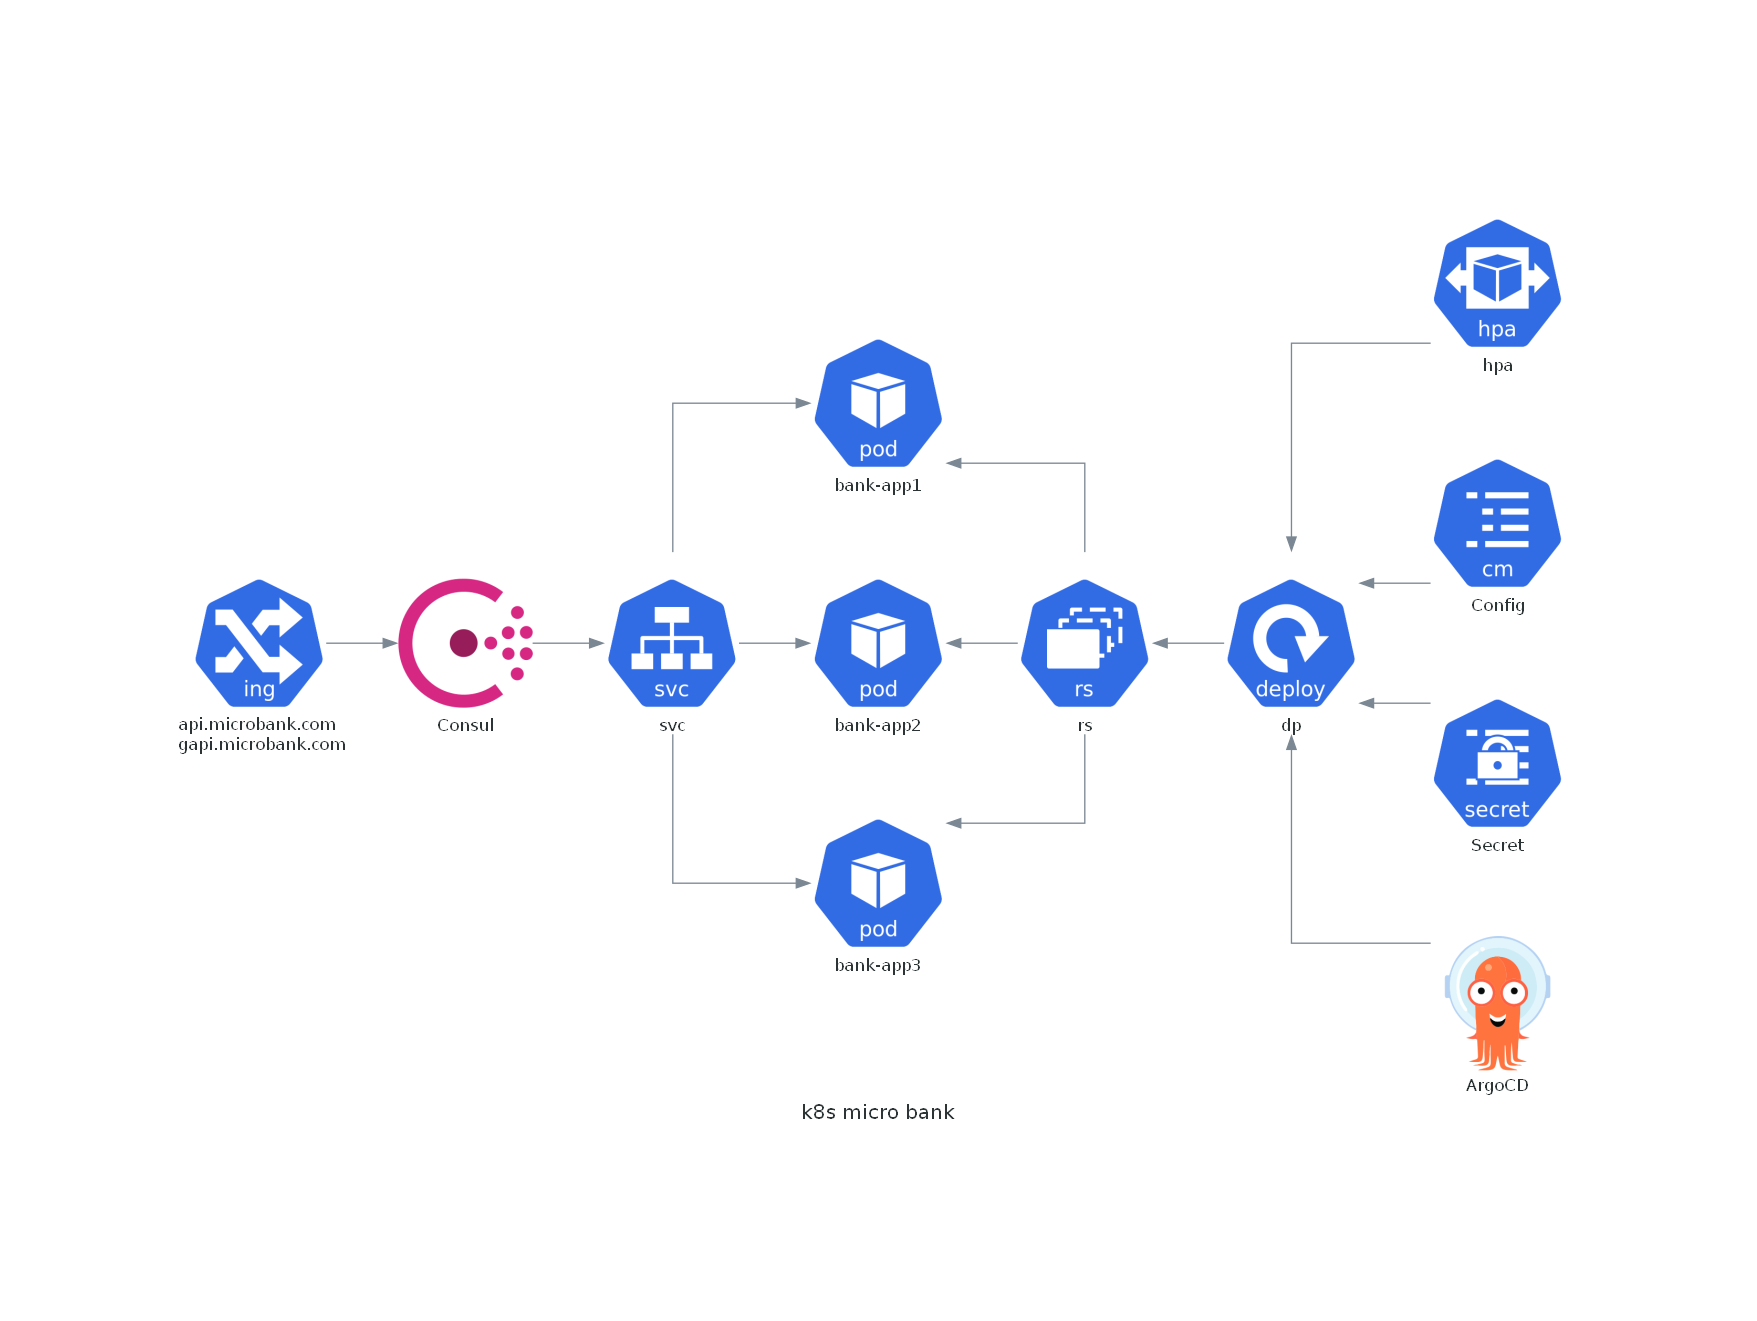 hpa
hpa
pod
bank-app1
cm
Config
ing
api.microbank.com
gapi.microbank.com
Consul
svc
svc
pod
bank-app2
rs
rs
deploy
dp
secret
Secret
pod
bank-app3
ArgoCD
k8s micro bank